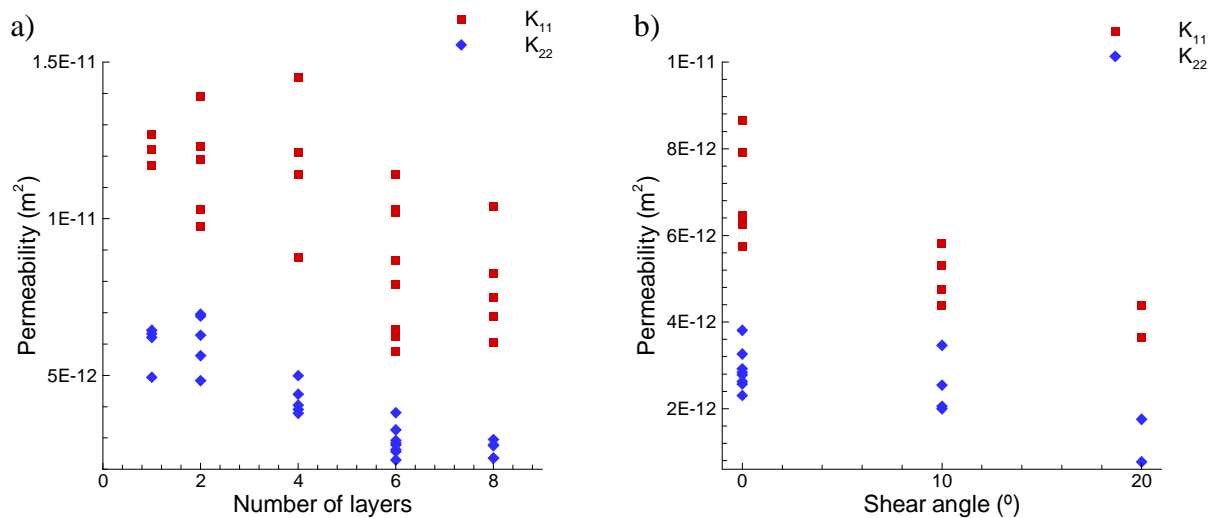 a)
K11
K22
1.5E-11
1E-11
5E-12
Permeability (m²)
0 2 4 6 8
Number of layers
b)
K11
K22
1E-11
8E-12
6E-12
4E-12
2E-12
Permeability (m²)
0 10 20
Shear angle (º)